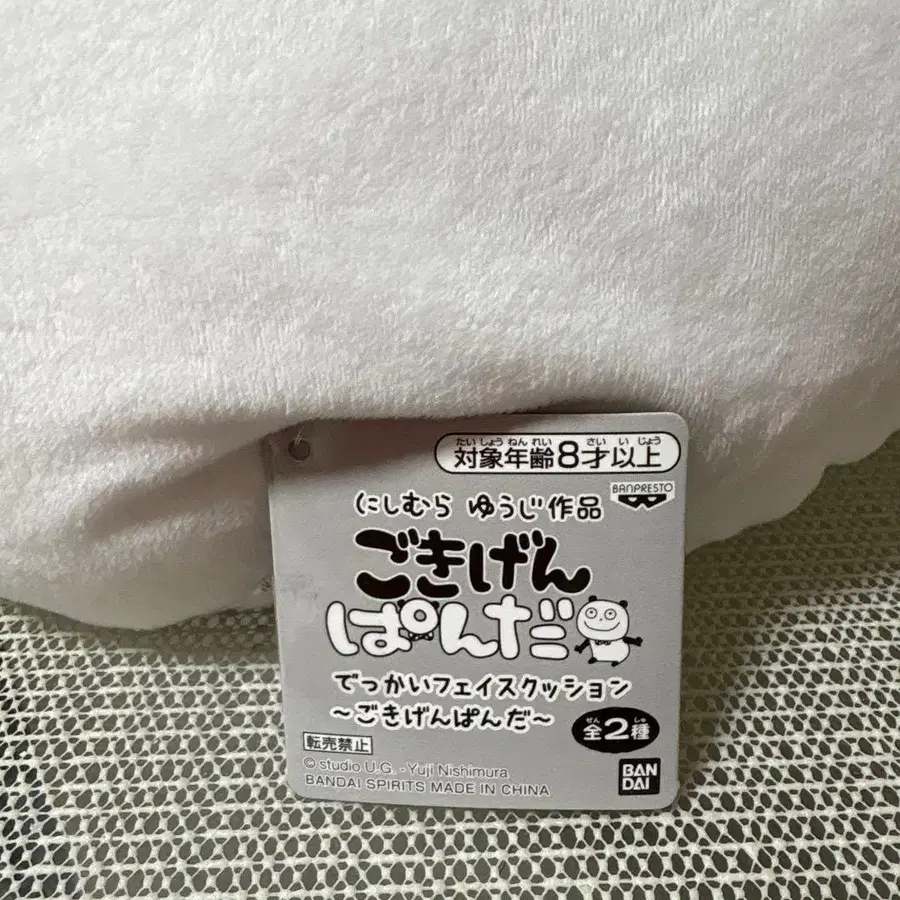 たいしょうねんれい さい いじょう
対象年齢8才以上
BANPRESTO
にしむら ゆうじ作品
ごきげん
ぱんだ
でっかいフェイスクッション
～ごきげんぱんだ～
ぜん しゅ
全2種
転売禁止
© studio U.G. - Yuji Nishimura
BANDAI SPIRITS MADE IN CHINA
BAN
DAI